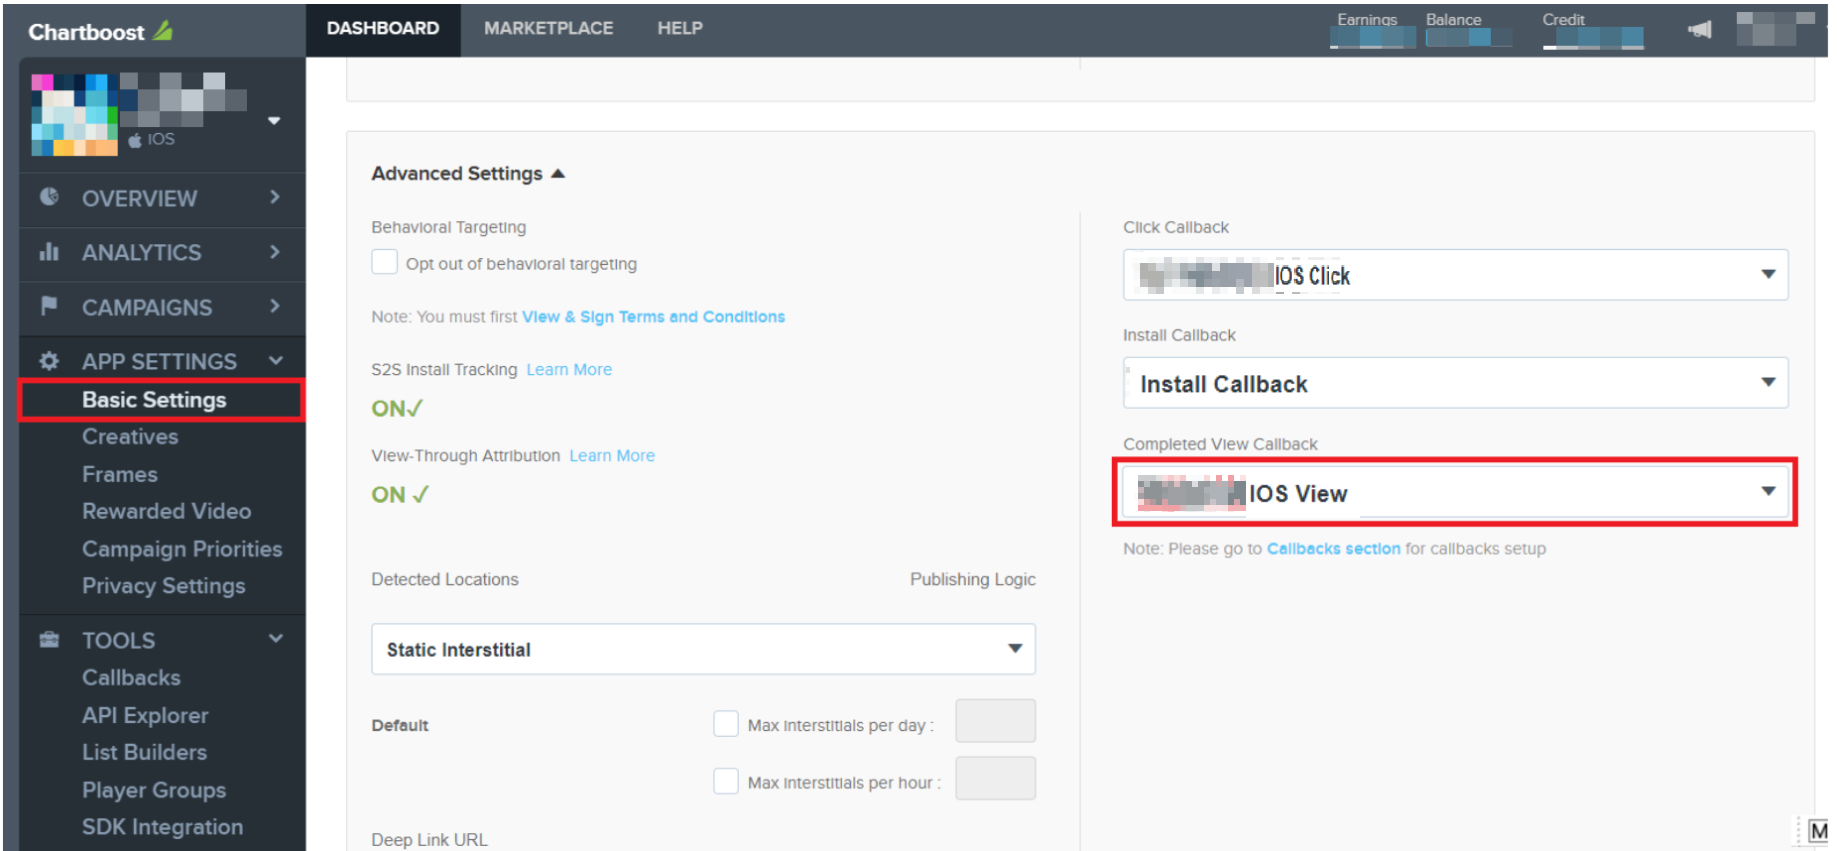 Chartboost
DASHBOARD
MARKETPLACE
HELP
Earnings
Balance
Credit
IOS
OVERVIEW
ANALYTICS
CAMPAIGNS
APP SETTINGS
Basic Settings
Creatives
Frames
Rewarded Video
Campaign Priorities
Privacy Settings
TOOLS
Callbacks
API Explorer
List Builders
Player Groups
SDK Integration
Advanced Settings
Behavioral Targeting
Opt out of behavioral targeting
Note: You must first View & Sign Terms and Conditions
S2S Install Tracking Learn More
ON✓
View-Through Attribution Learn More
ON ✓
Detected Locations
Publishing Logic
Static Interstitial
Default
Max interstitials per day :
Max interstitials per hour :
Deep Link URL
Click Callback
IOS Click
Install Callback
Install Callback
Completed View Callback
IOS View
Note: Please go to Callbacks section for callbacks setup
M